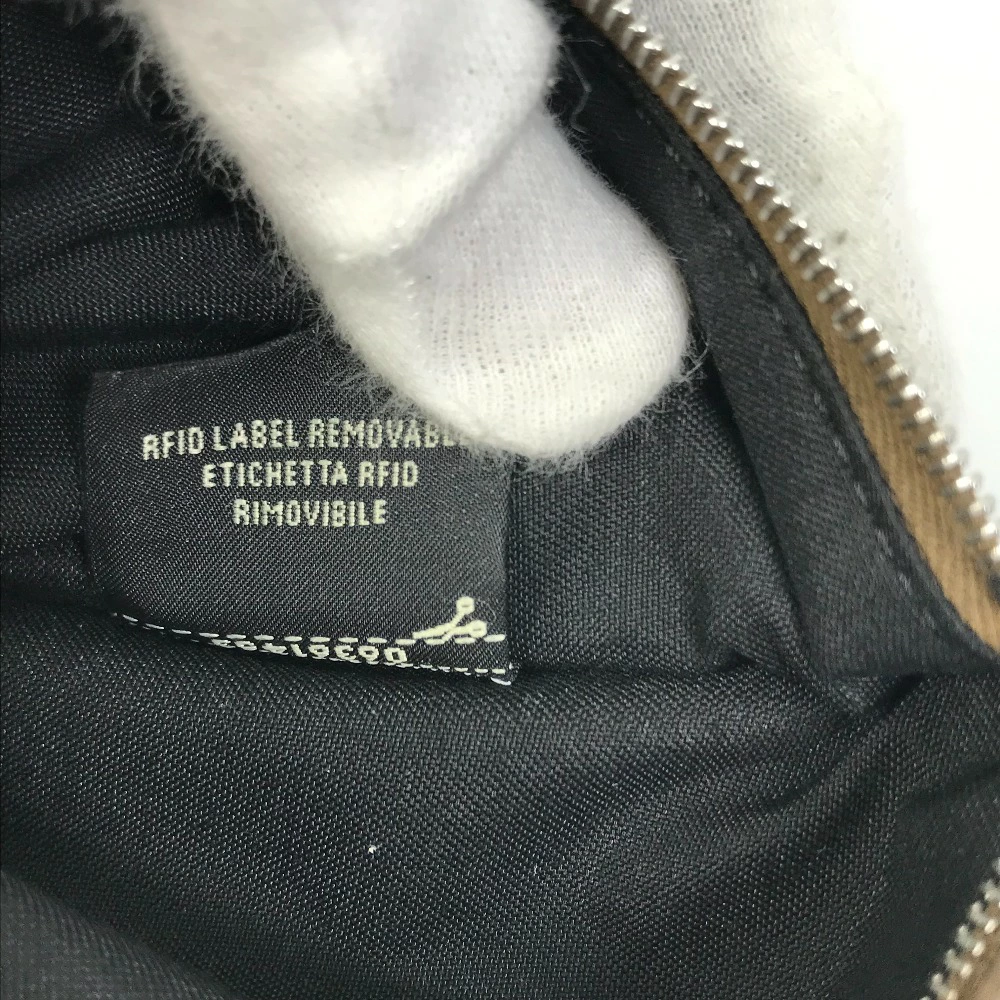 RFID LABEL REMOVABLE
ETICHETTA RFID
RIMOVIBILE